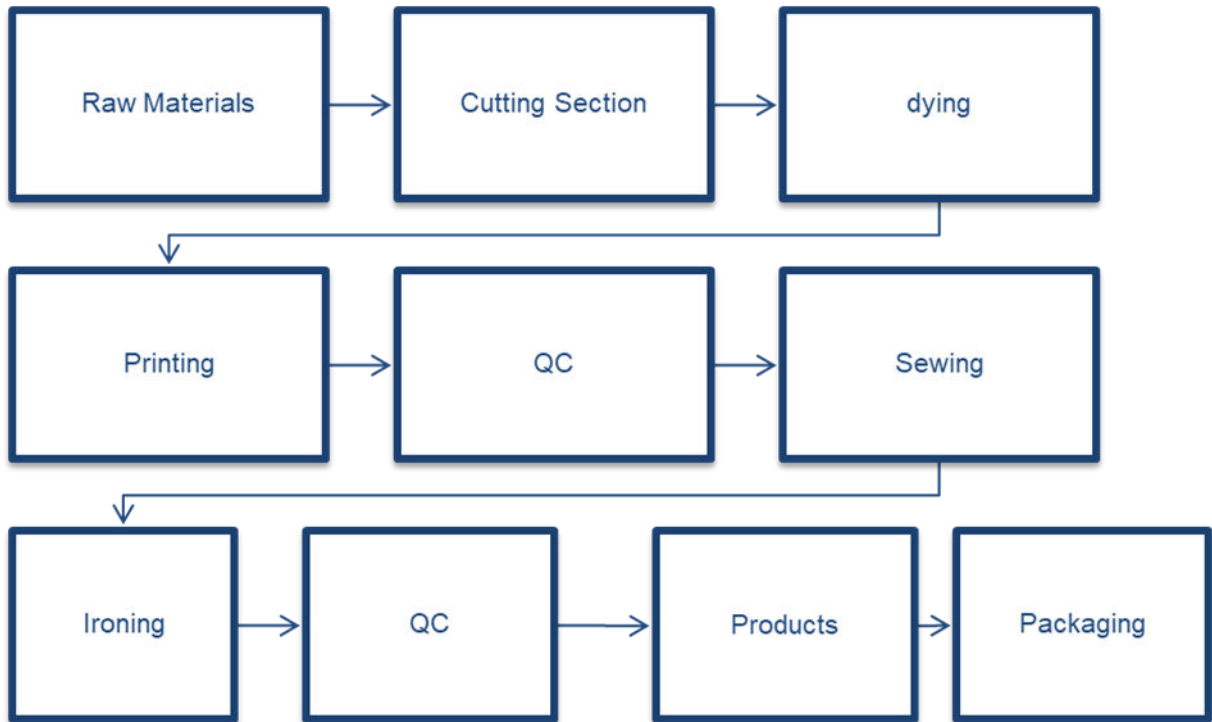 Raw Materials
Cutting Section
dying
Printing
QC
Sewing
Ironing
QC
Products
Packaging